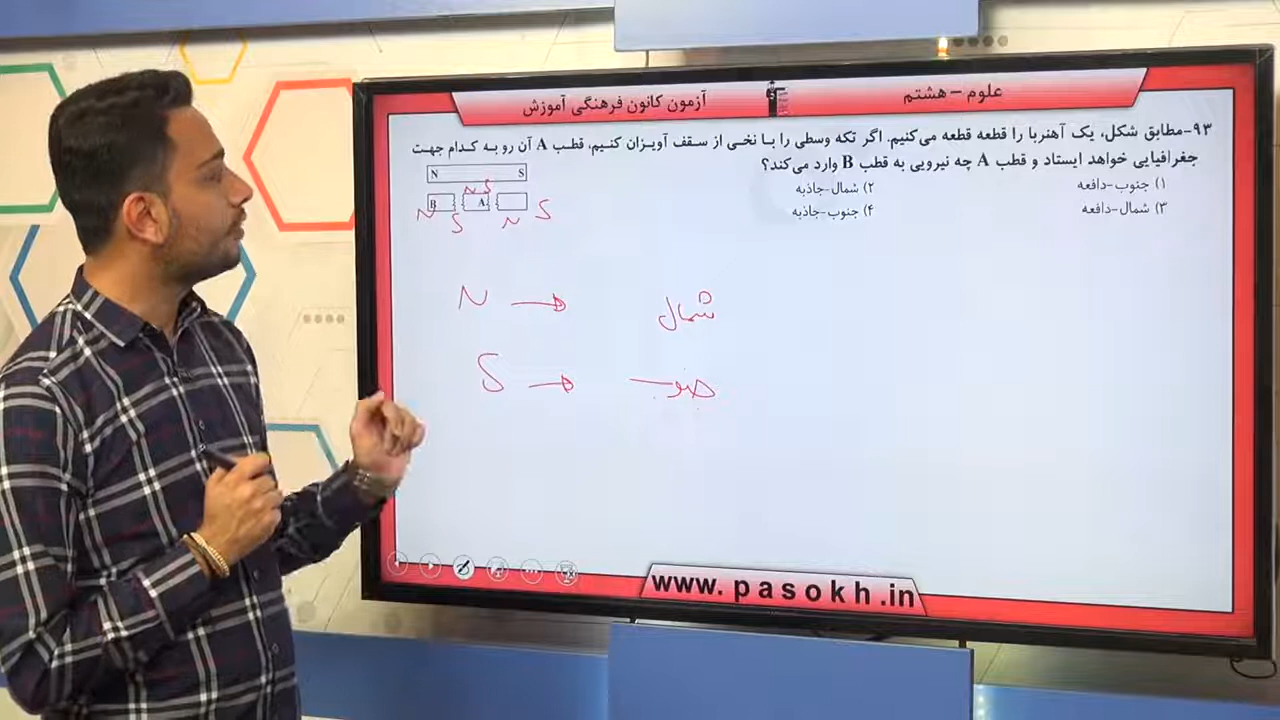 علوم – هشتم
آزمون کانون فرهنگی آموزش
۹۳-مطابق شکل، یک آهنربا را قطعه قطعه می‌کنیم. اگر تکه وسطی را با نخی از سقف آویزان کنیم، قطب A آن رو به کدام جهت
جغرافیایی خواهد ایستاد و قطب A چه نیرویی به قطب B وارد می‌کند؟
۱) جنوب-دافعه
۲) شمال-جاذبه
۳) شمال-دافعه
۴) جنوب-جاذبه
N S
N S
B A
N S N S
N → شمال
S → جنوب
www.pasokh.in